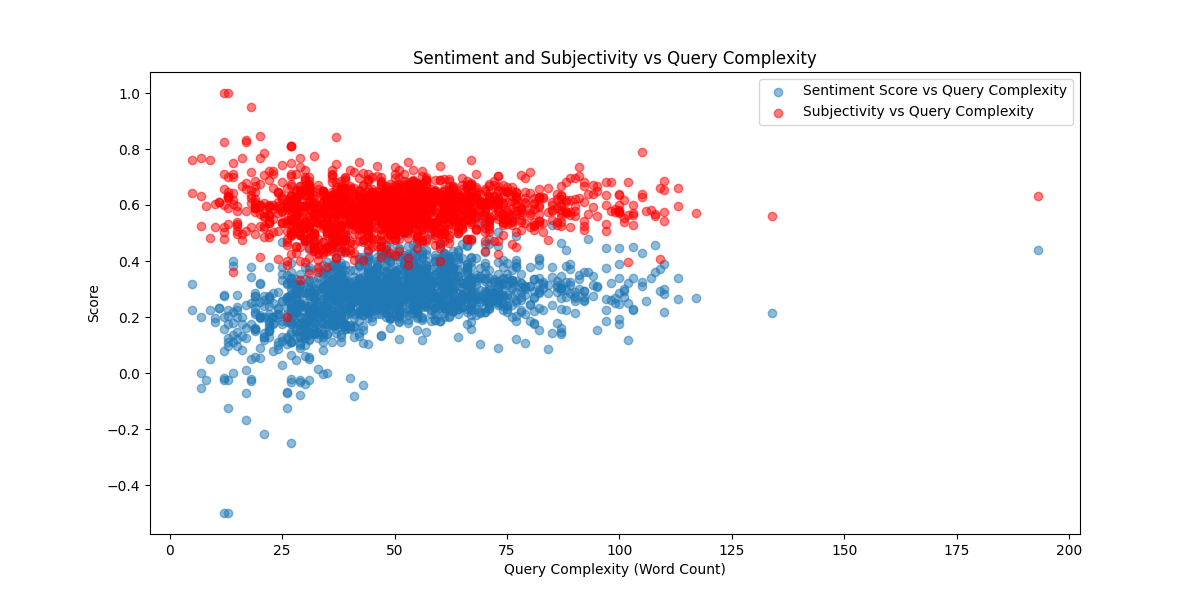 Sentiment and Subjectivity vs Query Complexity
Sentiment Score vs Query Complexity
Subjectivity vs Query Complexity
1.0
0.8
0.6
0.4
0.2
0.0
−0.2
−0.4
Score
0 25 50 75 100 125 150 175 200
Query Complexity (Word Count)